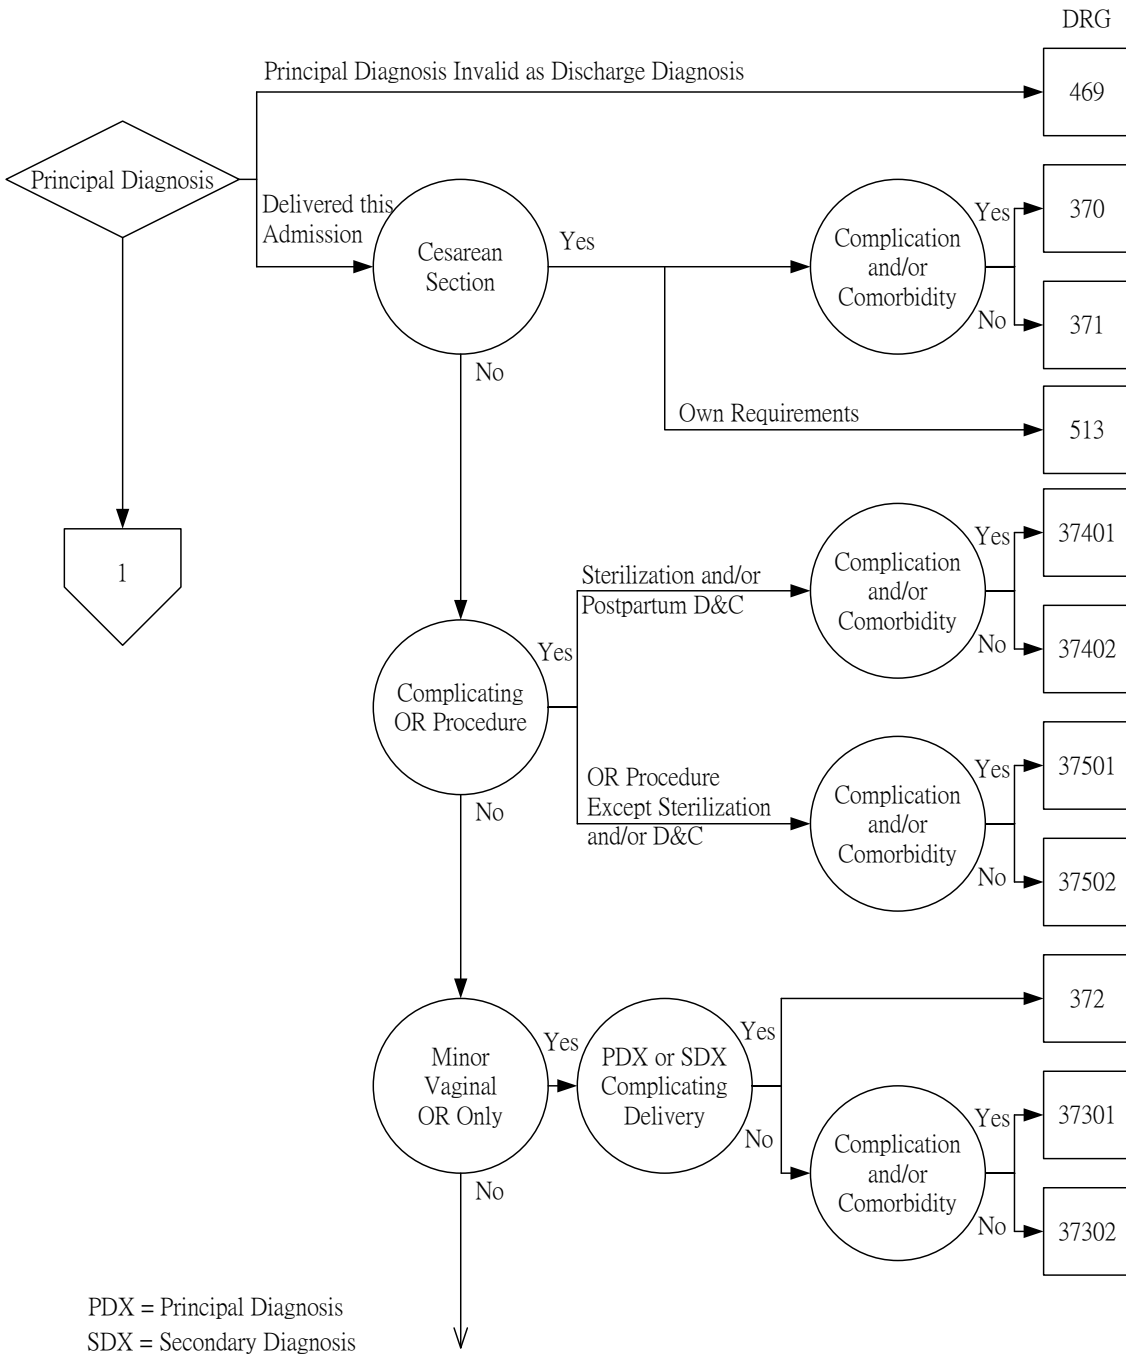 DRG
Principal Diagnosis Invalid as Discharge Diagnosis
469
Principal Diagnosis
Delivered this
Admission
Cesarean
Section
Yes
Complication
and/or
Comorbidity
Yes
370
No
371
No
Own Requirements
513
1
Complicating
OR Procedure
Yes
Sterilization and/or
Postpartum D&C
Complication
and/or
Comorbidity
Yes
37401
No
37402
OR Procedure
Except Sterilization
and/or D&C
Complication
and/or
Comorbidity
Yes
37501
No
37502
No
Minor
Vaginal
OR Only
Yes
PDX or SDX
Complicating
Delivery
Yes
372
No
Complication
and/or
Comorbidity
Yes
37301
No
37302
No
PDX = Principal Diagnosis
SDX = Secondary Diagnosis